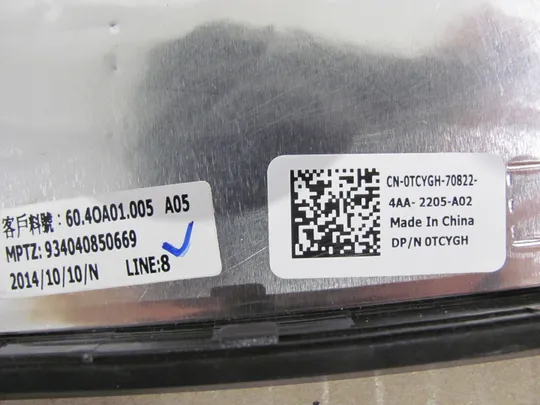 客戶料號：60.4OA01.005 A05
MPTZ: 934040850669
2014/10/10/N LINE:8
CN-0TCYGH-70822-
4AA- 2205-A02
Made In China
DP/N 0TCYGH